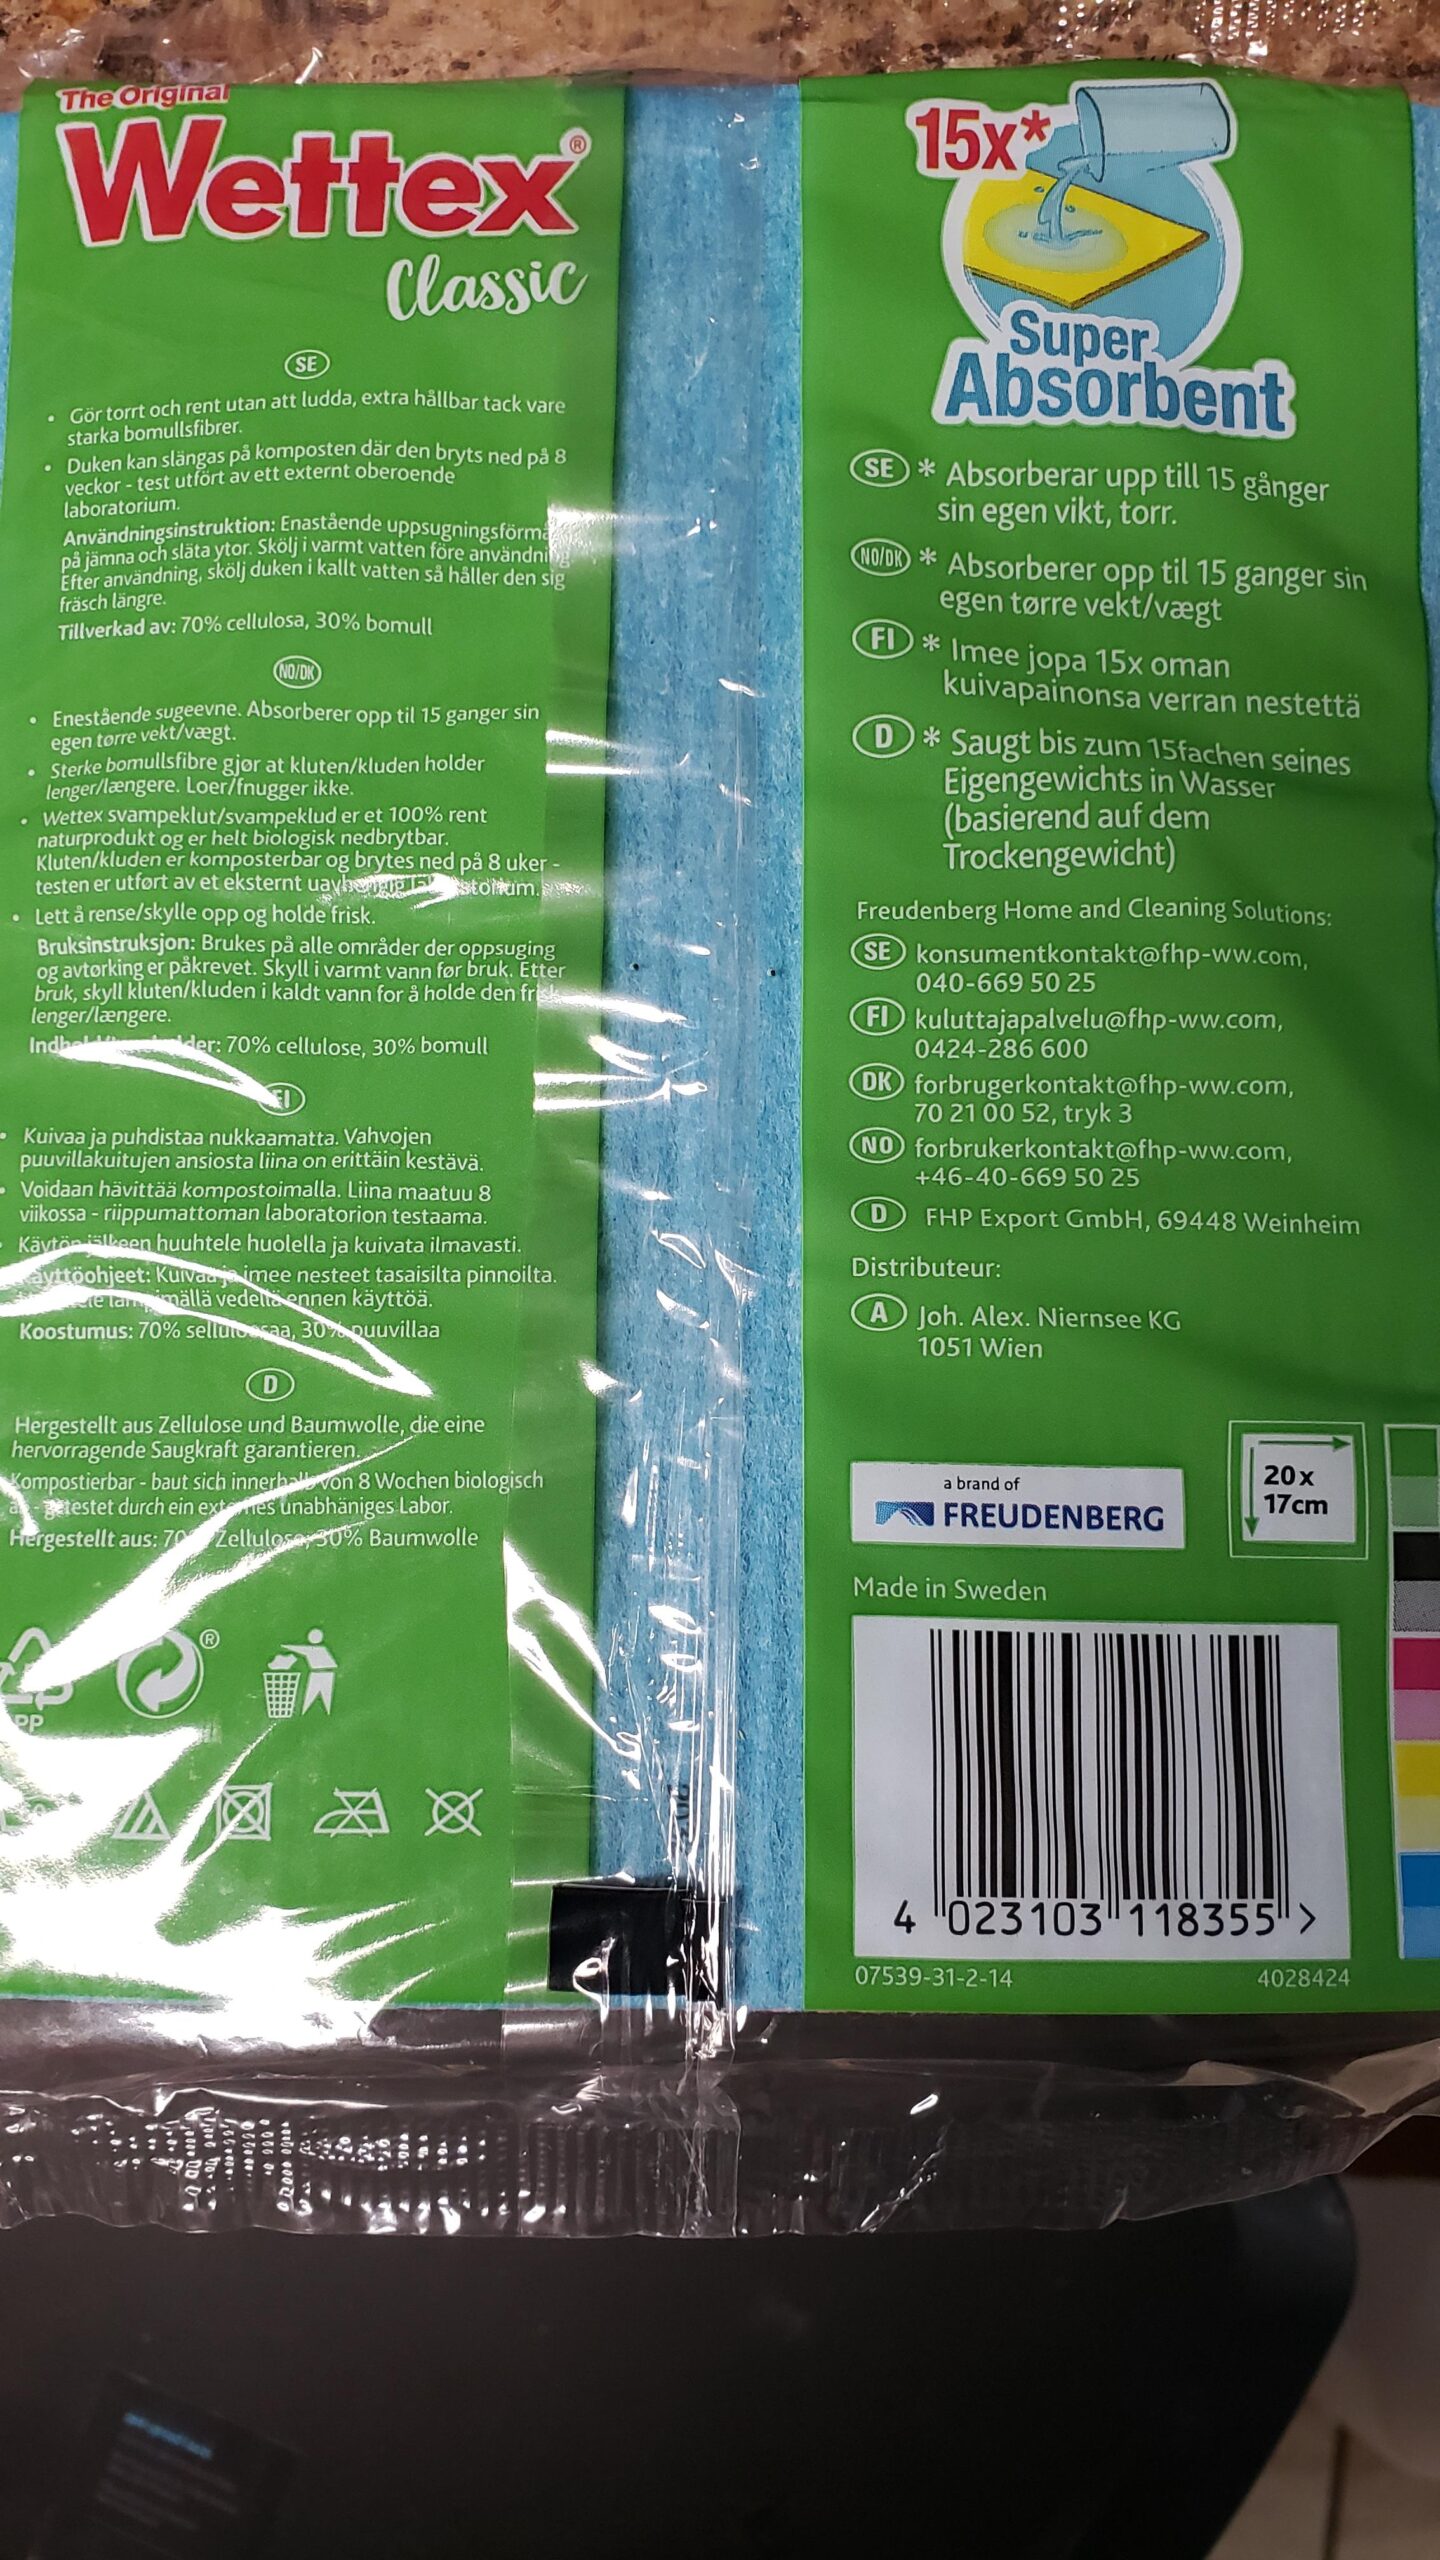 The Original
Wettex®
Classic
SE
• Gör torrt och rent utan att ludda, extra hållbar tack vare
starka bomullsfibrer.
• Duken kan slängas på komposten där den bryts ned på 8
veckor - test utfört av ett externt oberoende
laboratorium.
Användningsinstruktion: Enastående
på jämna och släta ytor. Skölj i varmt vatten före
Efter användning, skölj duken i kallt vatten så håller den sig
fräsch längre.
Tillverkad av: 70% cellulosa, 30% bomull
NO/DK
• Enestående sugeevne. Absorberer opp til 15 ganger sin
egen tørre vekt/vægt.
• Sterke bomullsfibre gjør at kluten/kluden holder
lenger/længere. Loer/fnugger ikke.
• Wettex svampeklut/svampeklud er et 100% rent
naturprodukt og er helt biologisk nedbrytbar.
Kluten/kluden er komposterbar og brytes ned på 8 uker -
testen er utført av et eksternt
• Lett å rense/skylle opp og holde frisk.
Bruksinstruksjon: Brukes på alle områder der oppsuging
og avtørking er påkrevet. Skyll i varmt vann før bruk. Etter
bruk, skyll kluten/kluden i kaldt vann for å holde den
lenger/længere.
70% cellulose, 30% bomull
FI
• Kuivaa ja puhdistaa nukkaamatta. Vahvojen
puuvillakuitujen ansiosta liina on erittäin kestävä.
• Voidaan hävittää kompostoimalla. Liina maatuu 8
viikossa - riippumattoman laboratorion testaama.
• Käytön jälkeen huuhtele huolella ja kuivata ilmavasti.
Käyttöohjeet: Kuivaa ja imee nesteet tasaisilta pinnoilta.
vedellä ennen käyttöä.
Koostumus: 70% selluloosaa, 30% puuvillaa
D
Hergestellt aus Zellulose und Baumwolle, die eine
hervorragende Saugkraft garantieren.
Kompostierbar - baut sich innerhalb von 8 Wochen biologisch
ab - getestet durch ein externes unabhäniges Labor.
Hergestellt aus: Zellulose, 30% Baumwolle
PP
®
15x*
Super
Absorbent
SE * Absorberar upp till 15 gånger
sin egen vikt, torr.
NO/DK * Absorberer opp til 15 ganger sin
egen tørre vekt/vægt
FI * Imee jopa 15x oman
kuivapainonsa verran nestettä
D * Saugt bis zum 15fachen seines
Eigengewichts in Wasser
(basierend auf dem
Trockengewicht)
Freudenberg Home and Cleaning Solutions:
SE konsumentkontakt@fhp-ww.com,
040-669 50 25
FI kuluttajapalvelu@fhp-ww.com,
0424-286 600
DK forbrugerkontakt@fhp-ww.com,
70 21 00 52, tryk 3
NO forbrukerkontakt@fhp-ww.com,
+46-40-669 50 25
D FHP Export GmbH, 69448 Weinheim
Distributeur:
A Joh. Alex. Niernsee KG
1051 Wien
a brand of
FREUDENBERG
20 x
17cm
Made in Sweden
4 023103 118355 >
07539-31-2-14 4028424